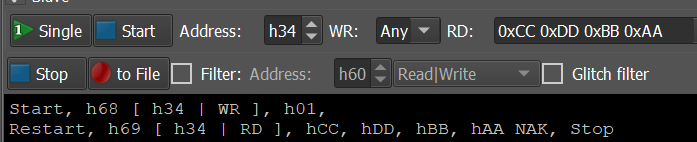 Single Start Address: h34 WR: Any RD: 0xCC 0xDD 0xBB 0xAA
Stop to File Filter: Address: h60 Read|Write Glitch filter
Start, h68 [ h34 | WR ], h01,
Restart, h69 [ h34 | RD ], hCC, hDD, hBB, hAA NAK, Stop